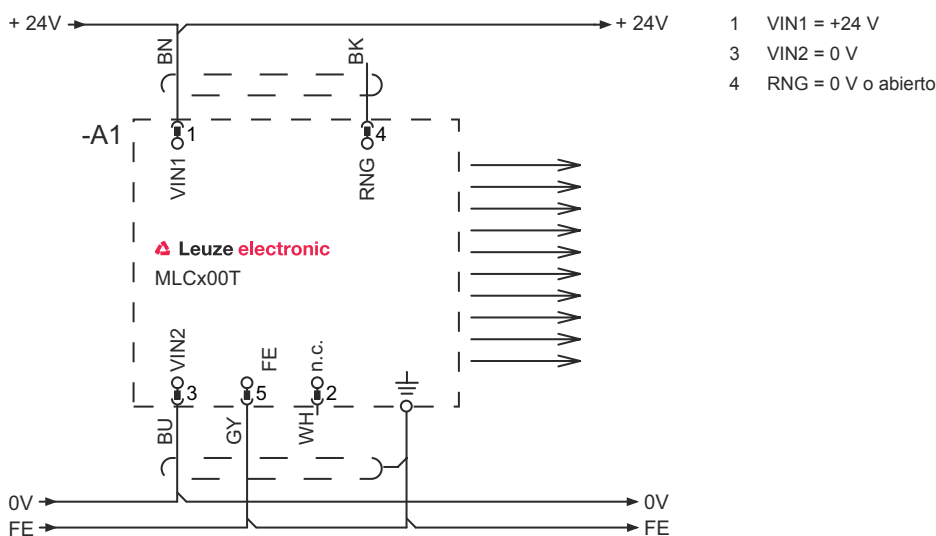 + 24V
+ 24V
1 VIN1 = +24 V
3 VIN2 = 0 V
4 RNG = 0 V o abierto
BN
BK
-A1
1
4
VIN1
RNG
Leuze electronic
MLCx00T
VIN2
FE
n.c.
3
5
2
BU
GY
WH
0V
0V
FE
FE